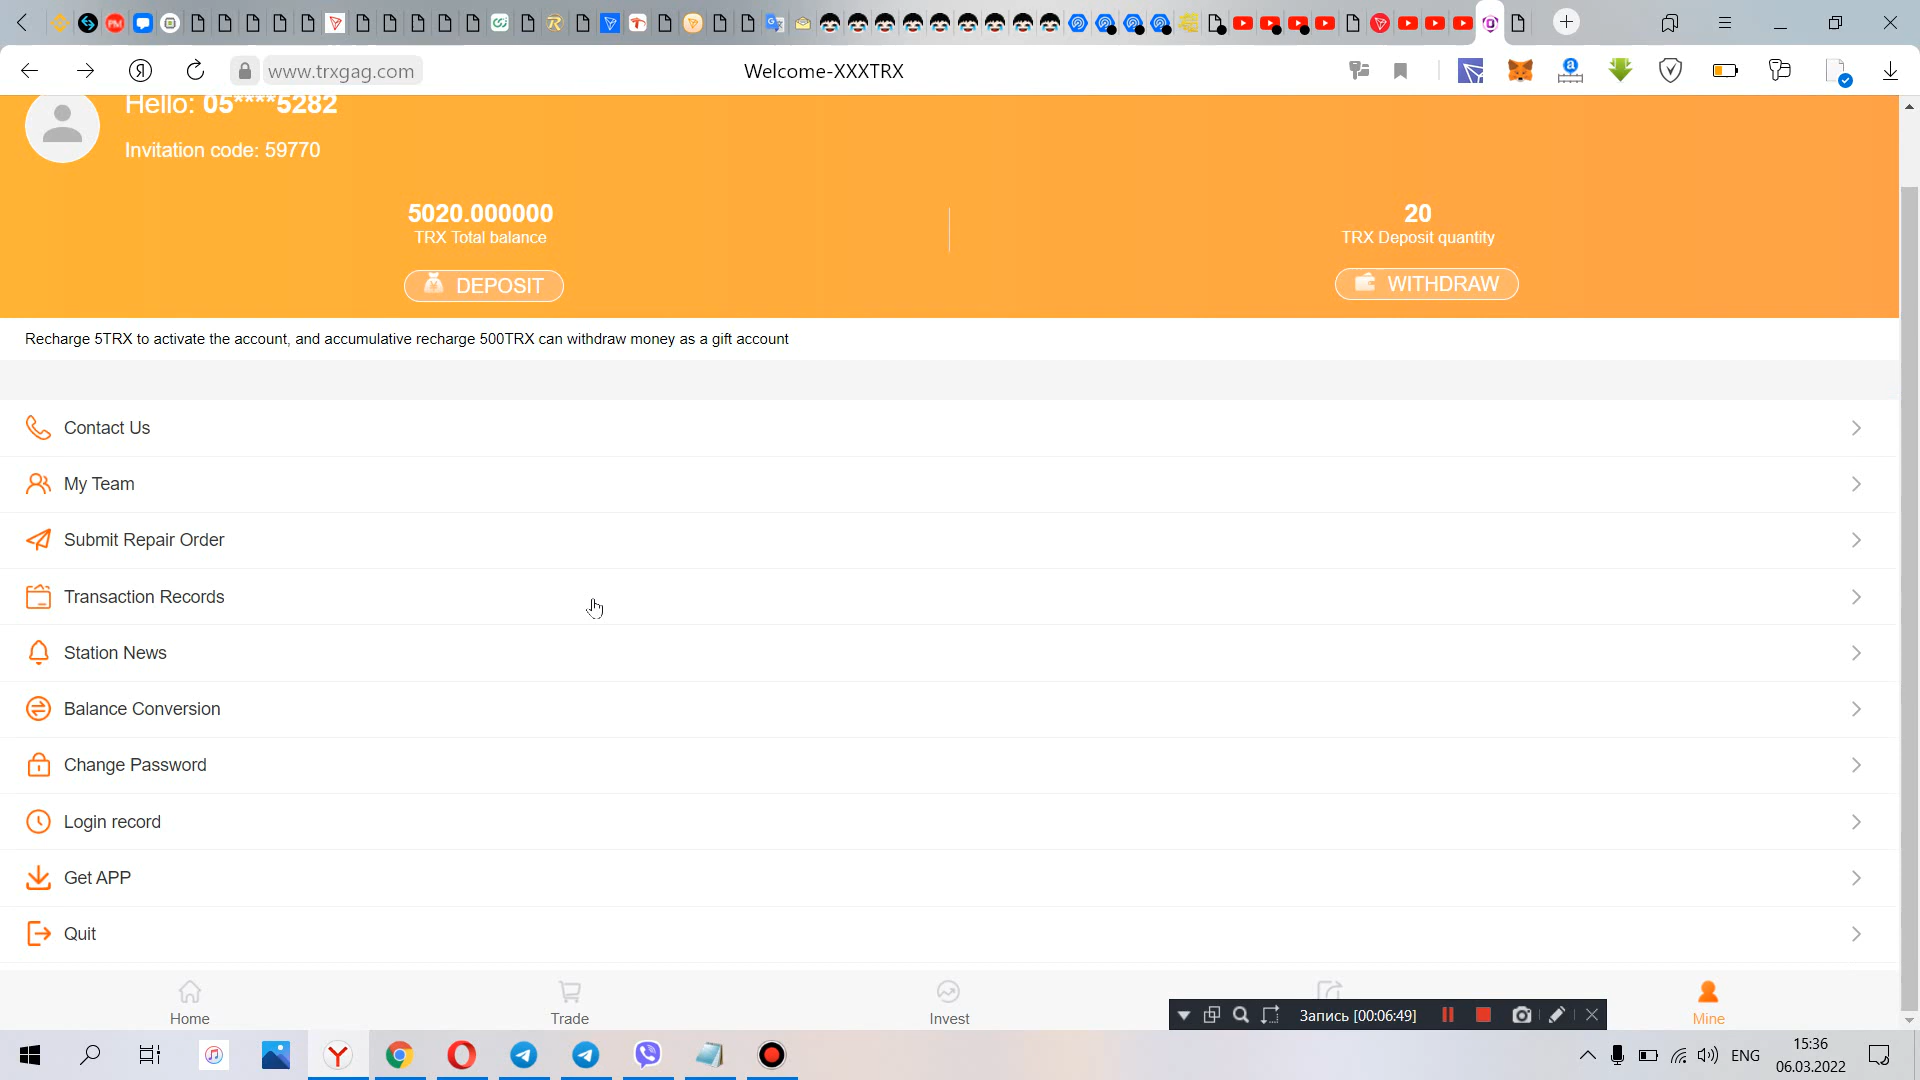 www.trxgag.com
Welcome-XXXTRX
Hello: 05****5282
Invitation code: 59770
5020.000000
TRX Total balance
DEPOSIT
20
TRX Deposit quantity
WITHDRAW
Recharge 5TRX to activate the account, and accumulative recharge 500TRX can withdraw money as a gift account
Contact Us
My Team
Submit Repair Order
Transaction Records
Station News
Balance Conversion
Change Password
Login record
Get APP
Quit
Home
Trade
Invest
Mine
Запись [00:06:49]
ENG
15:36
06.03.2022